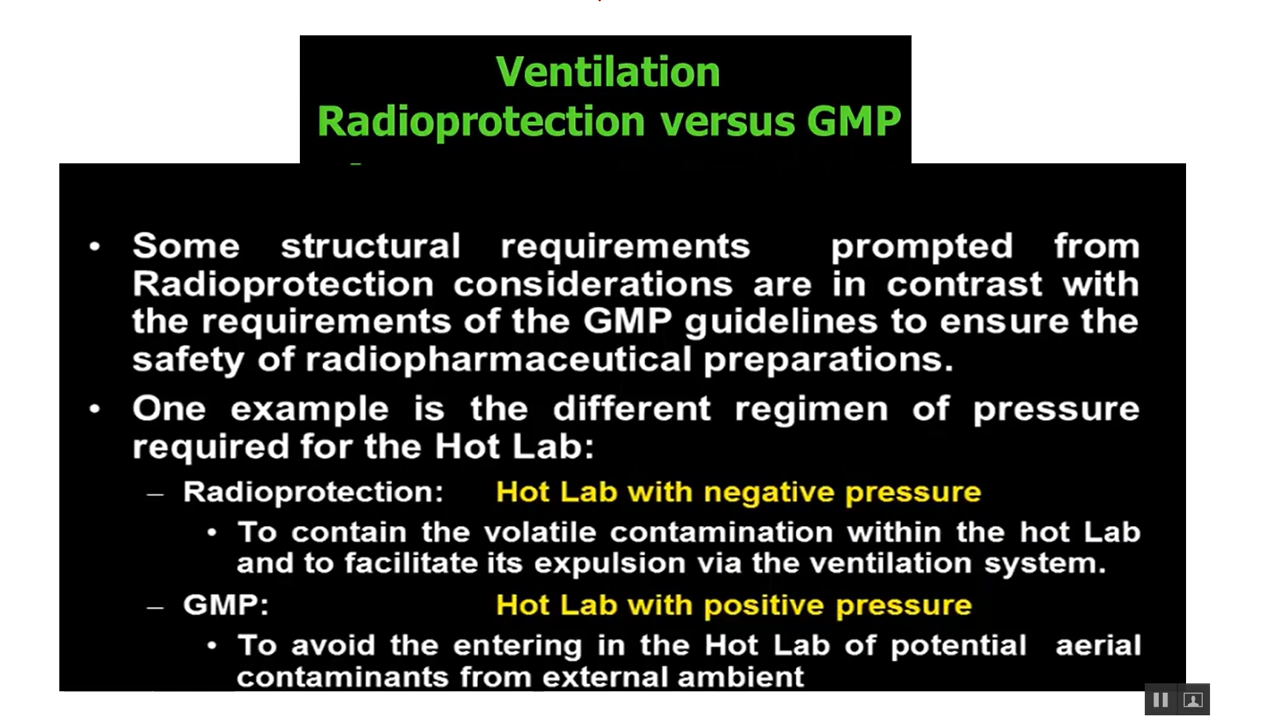 Ventilation
Radioprotection versus GMP
• Some structural requirements prompted from
Radioprotection considerations are in contrast with
the requirements of the GMP guidelines to ensure the
safety of radiopharmaceutical preparations.
• One example is the different regimen of pressure
required for the Hot Lab:
– Radioprotection: Hot Lab with negative pressure
• To contain the volatile contamination within the hot Lab
and to facilitate its expulsion via the ventilation system.
– GMP: Hot Lab with positive pressure
• To avoid the entering in the Hot Lab of potential aerial
contaminants from external ambient